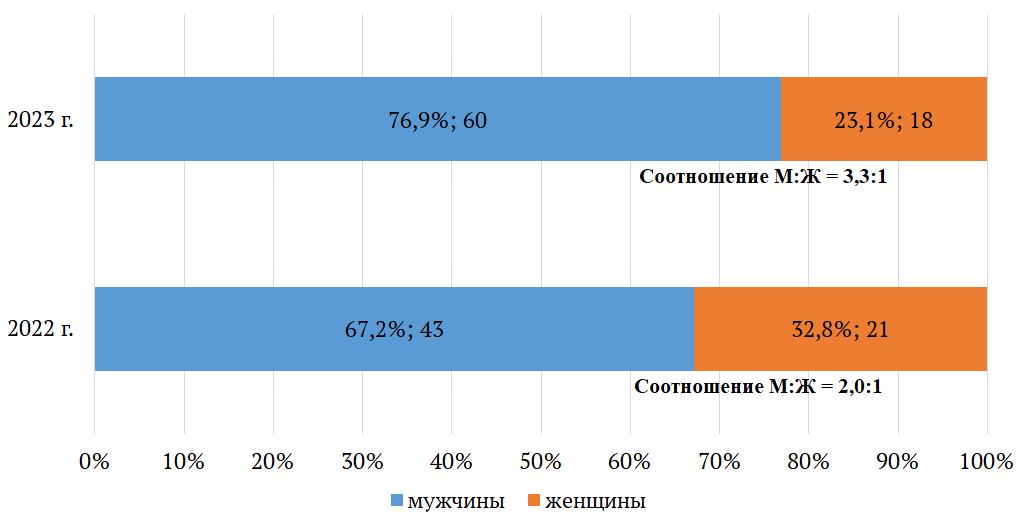 2023 г.
76,9%; 60
23,1%; 18
Соотношение М:Ж = 3,3:1
2022 г.
67,2%; 43
32,8%; 21
Соотношение М:Ж = 2,0:1
0% 10% 20% 30% 40% 50% 60% 70% 80% 90% 100%
мужчины женщины